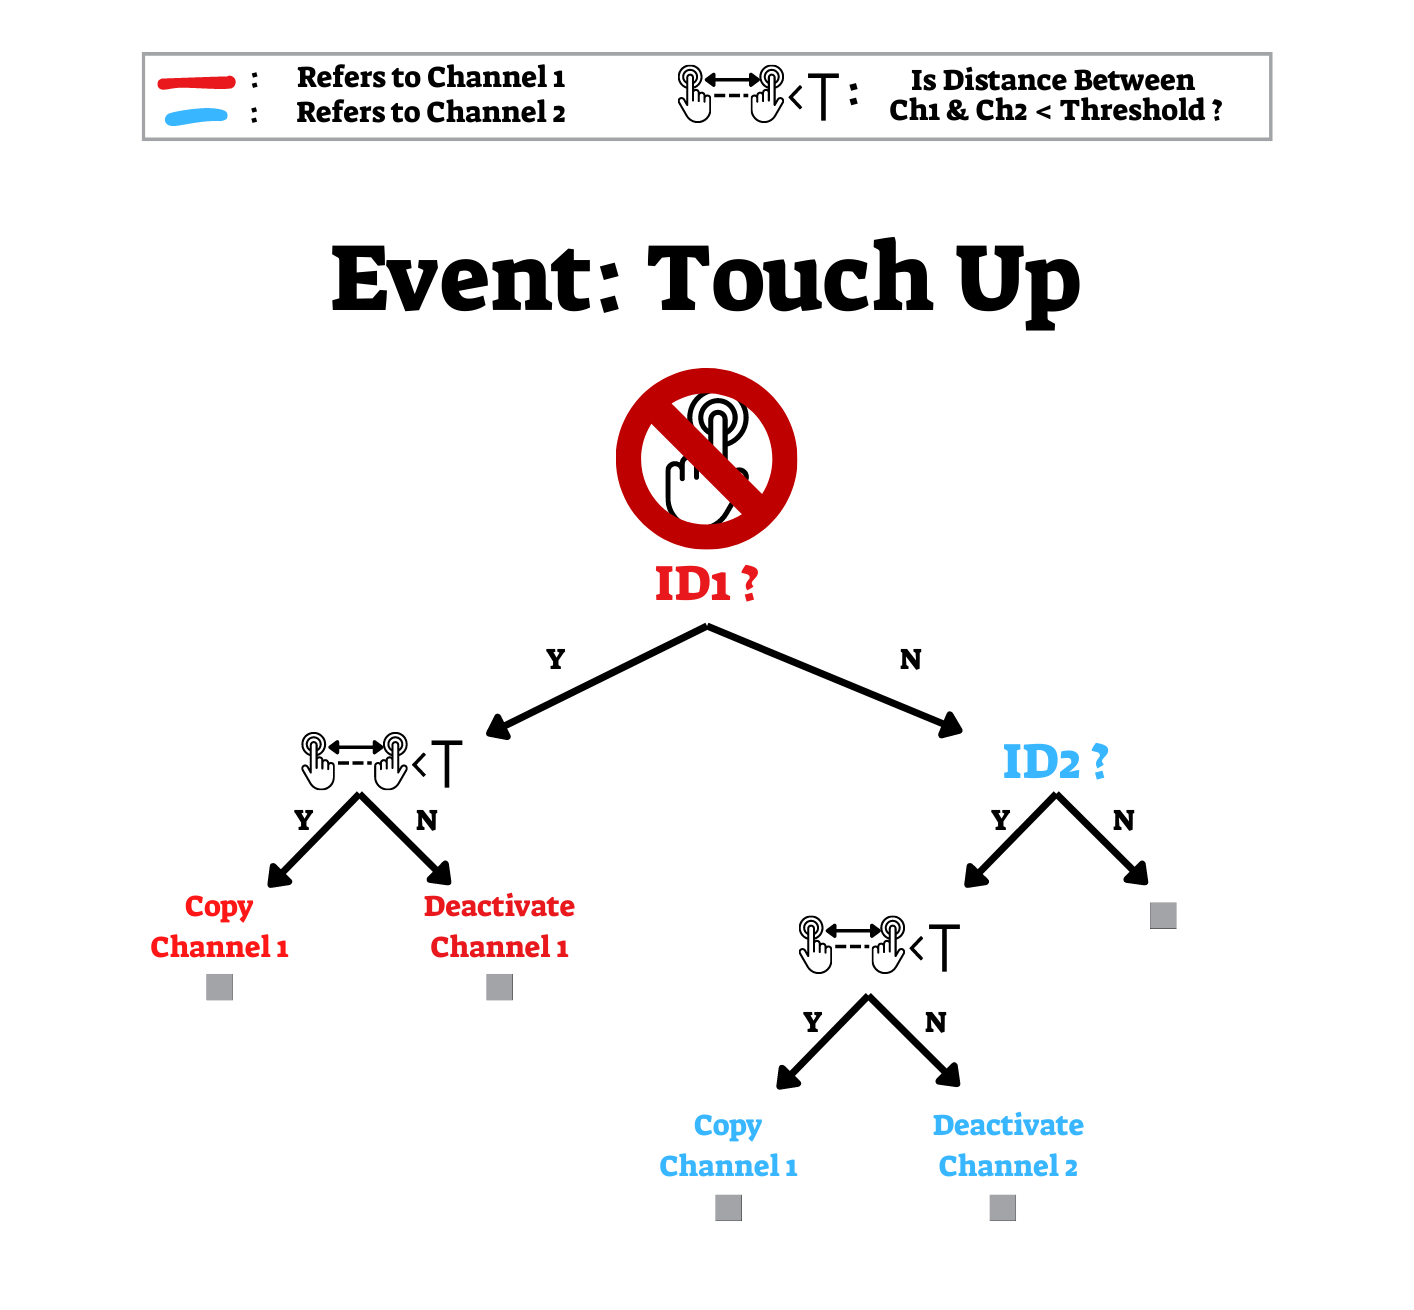 : Refers to Channel 1
: Refers to Channel 2
<T : Is Distance Between
Ch1 & Ch2 < Threshold ?
Event: Touch Up
ID1 ?
Y N
<T
ID2 ?
Y N
Y N
Copy
Channel 1
Deactivate
Channel 1
<T
Y N
Copy
Channel 1
Deactivate
Channel 2